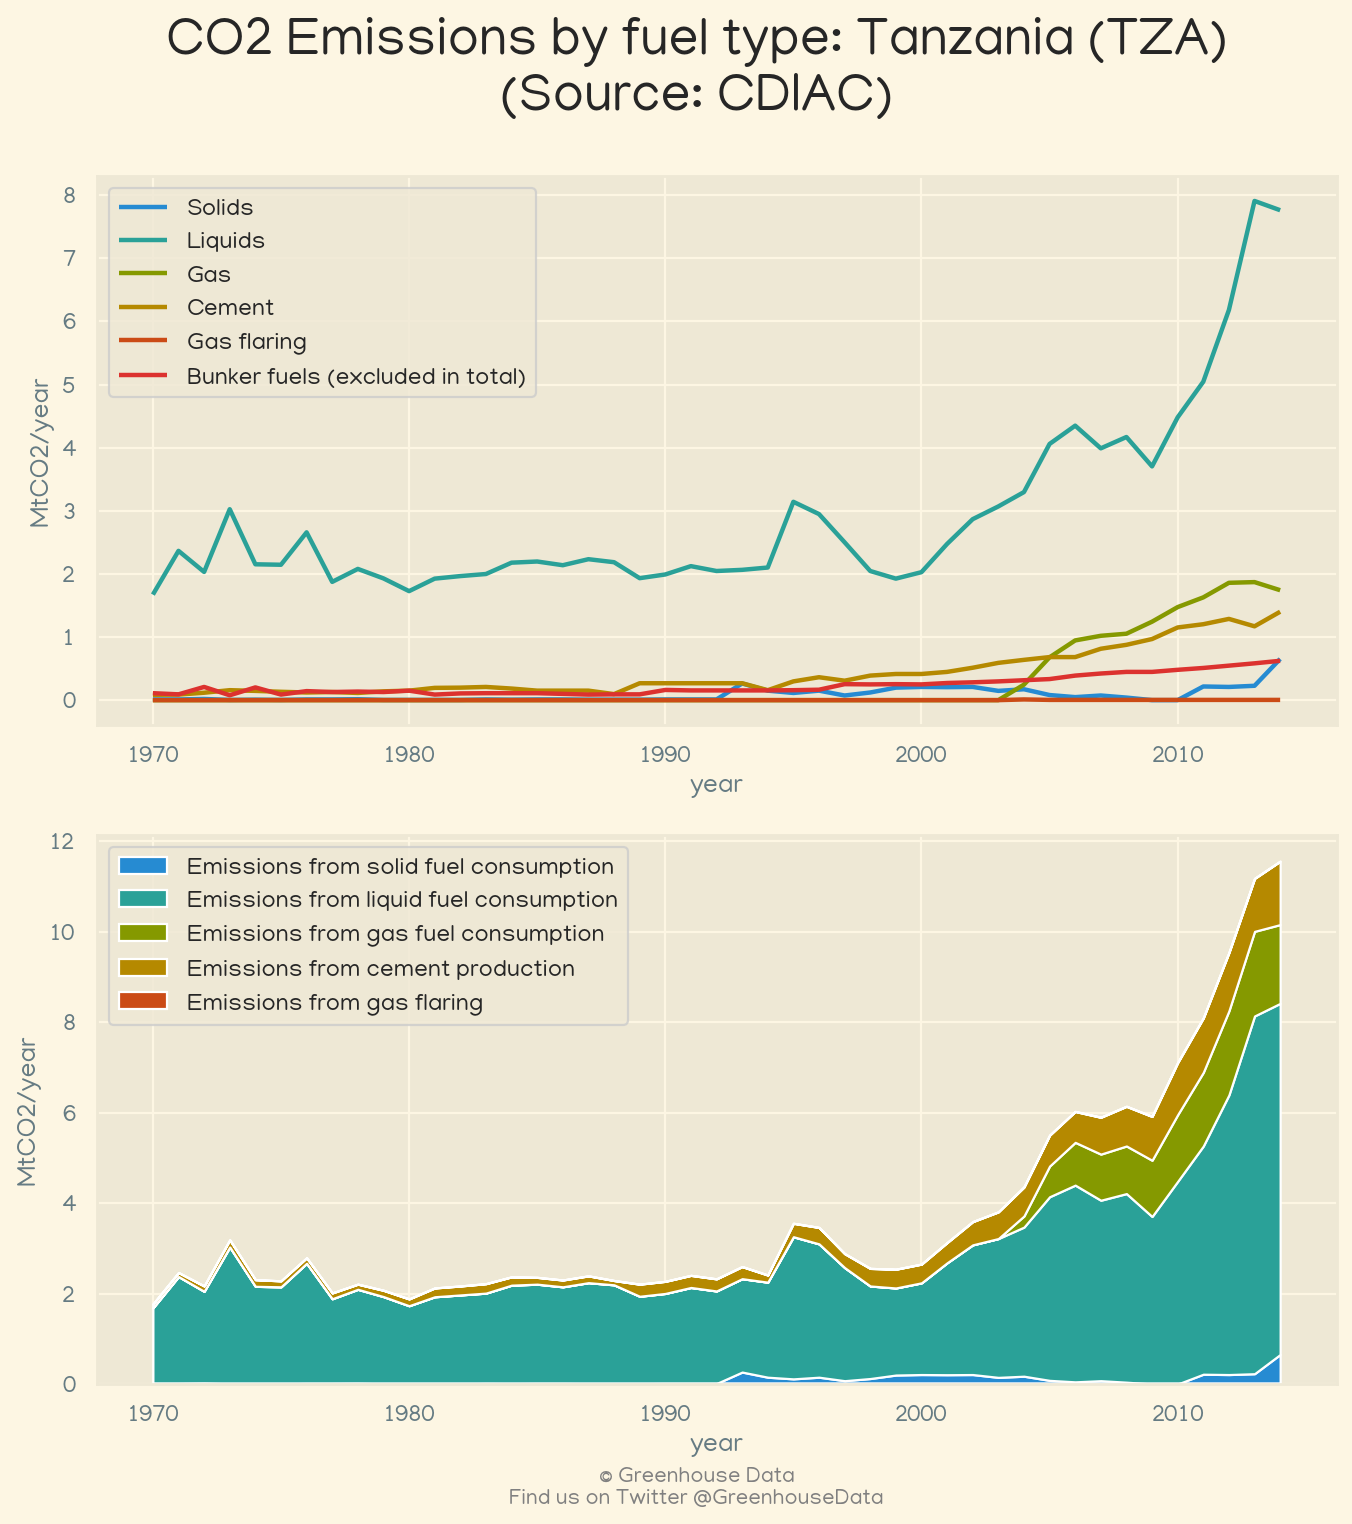 CO2 Emissions by fuel type: Tanzania (TZA)
(Source: CDIAC)
8
7
6
5
4
3
2
1
0
MtCO2/year
Solids
Liquids
Gas
Cement
Gas flaring
Bunker fuels (excluded in total)
1970 1980 1990 2000 2010
year
12
10
8
6
4
2
0
MtCO2/year
Emissions from solid fuel consumption
Emissions from liquid fuel consumption
Emissions from gas fuel consumption
Emissions from cement production
Emissions from gas flaring
1970 1980 1990 2000 2010
year
© Greenhouse Data
Find us on Twitter @GreenhouseData